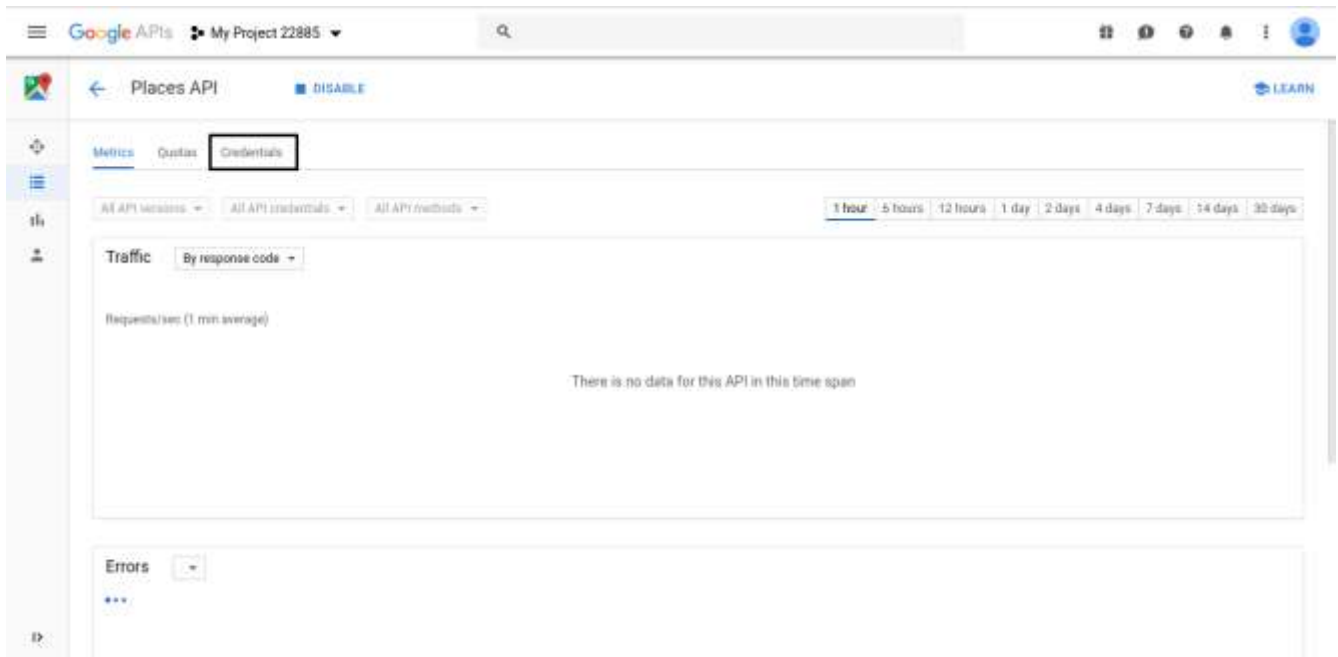 Google APIs My Project 22885
Places API DISABLE LEARN
Metrics Quotas Credentials
All API versions All API credentials All API methods 1 hour 6 hours 12 hours 1 day 2 days 4 days 7 days 14 days 30 days
Traffic By response code
Requests/sec (1 min average)
There is no data for this API in this time span
Errors